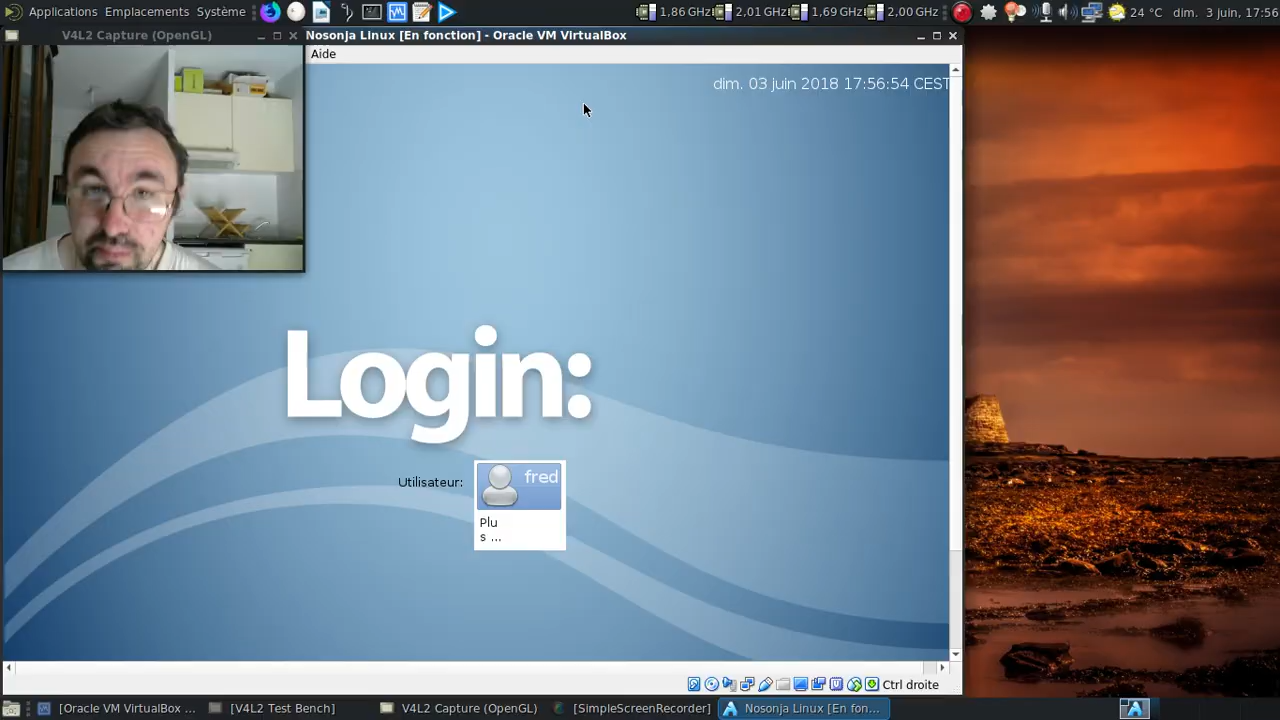 Applications Emplacements Système
1,86 GHz 2,01 GHz 1,69 GHz 2,00 GHz
24 °C dim. 3 juin, 17:56
V4L2 Capture (OpenGL)
Nosonja Linux [En fonction] - Oracle VM VirtualBox
Aide
dim. 03 juin 2018 17:56:54 CEST
Login:
Utilisateur:
fred
Plu
s ...
Ctrl droite
[Oracle VM VirtualBox ...
[V4L2 Test Bench]
V4L2 Capture (OpenGL)
[SimpleScreenRecorder]
Nosonja Linux [En fon...